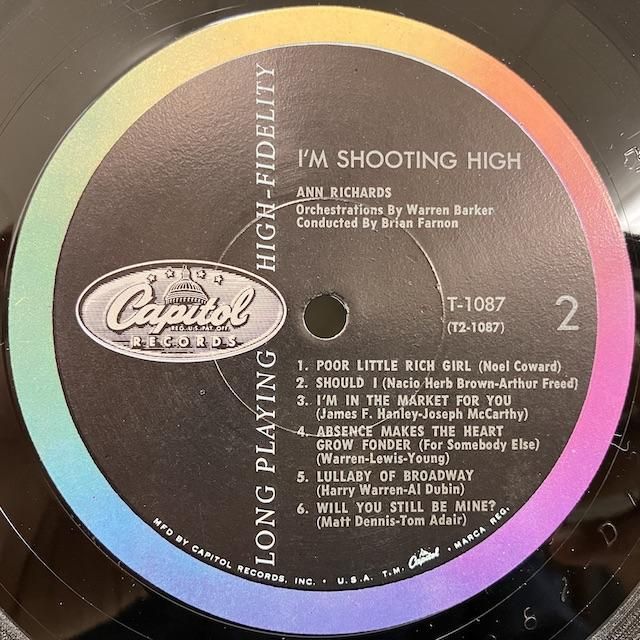 I'M SHOOTING HIGH
ANN RICHARDS
Orchestrations By Warren Barker
Conducted By Brian Farnon
LONG PLAYING HIGH-FIDELITY
Capitol
REG. U.S. PAT. OFF.
RECORDS
T-1087
(T2-1087)
2
1. POOR LITTLE RICH GIRL (Noel Coward)
2. SHOULD I (Nacio Herb Brown-Arthur Freed)
3. I'M IN THE MARKET FOR YOU
(James F. Hanley-Joseph McCarthy)
4. ABSENCE MAKES THE HEART
GROW FONDER (For Somebody Else)
(Warren-Lewis-Young)
5. LULLABY OF BROADWAY
(Harry Warren-Al Dubin)
6. WILL YOU STILL BE MINE?
(Matt Dennis-Tom Adair)
MFD BY CAPITOL RECORDS, INC. • U.S.A. T.M. Capitol • MARCA REG.